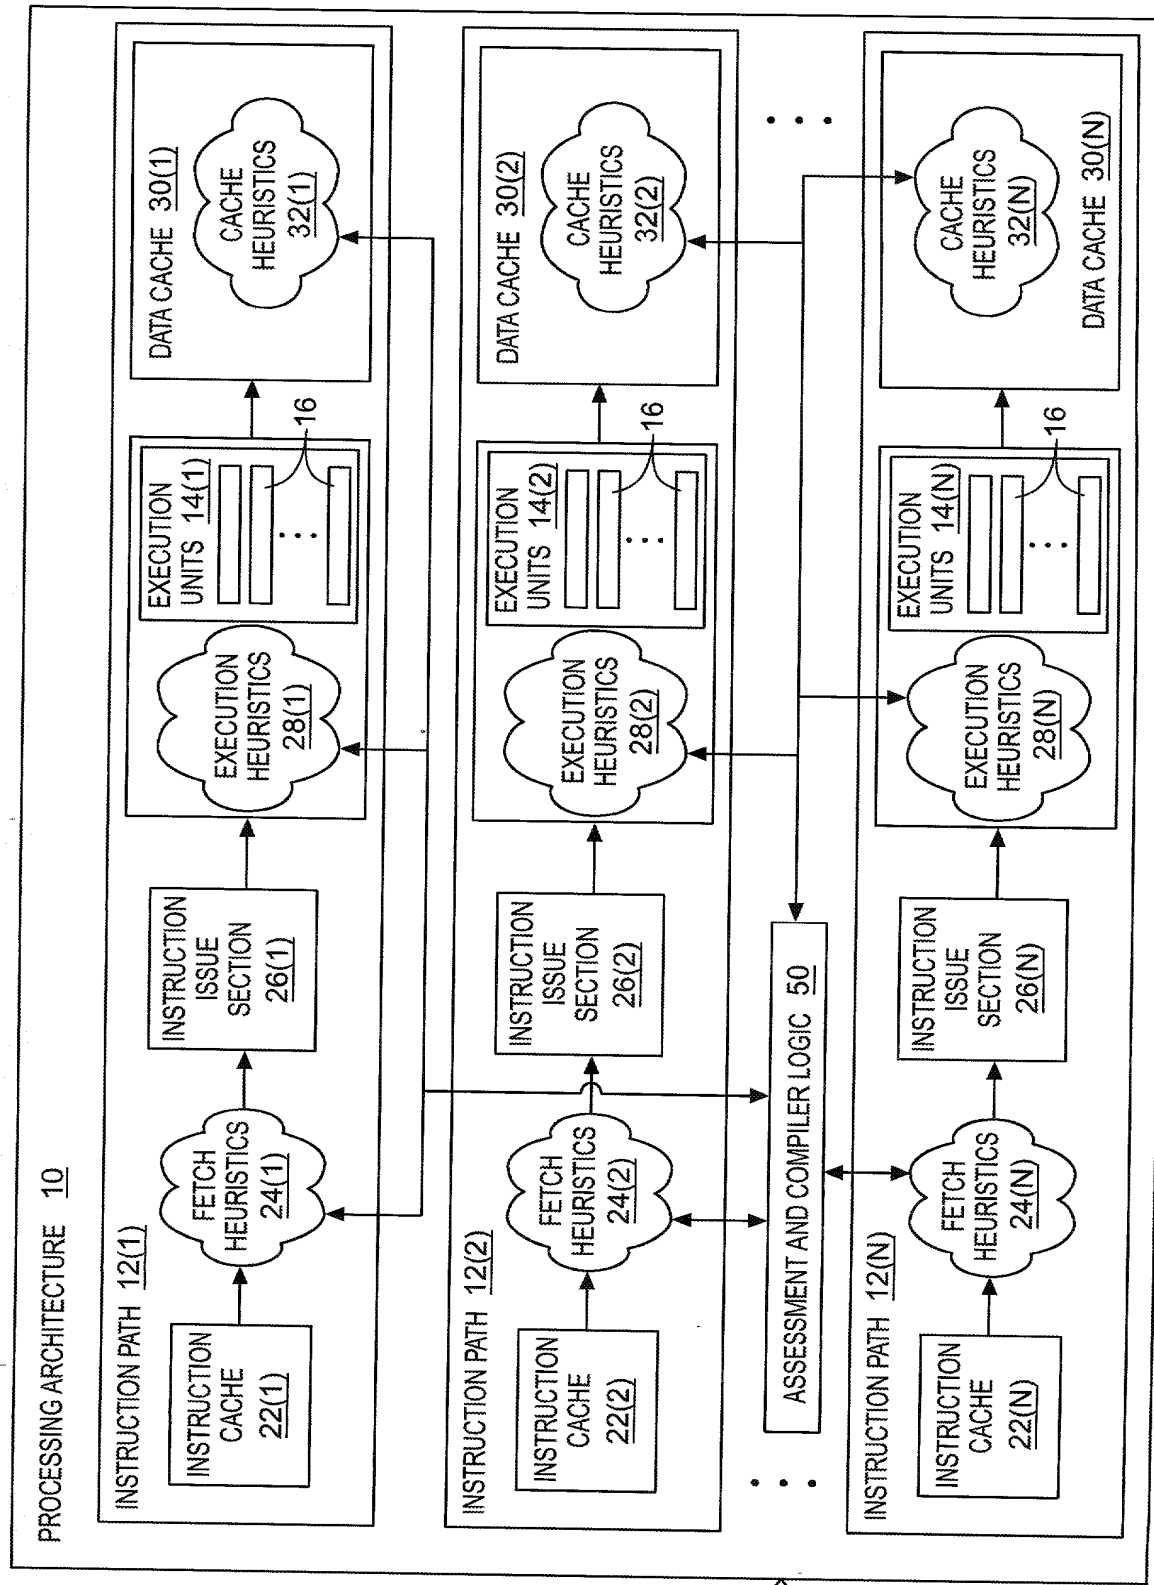 PROCESSING ARCHITECTURE 10
INSTRUCTION PATH 12(1)
INSTRUCTION
CACHE
22(1)
FETCH
HEURISTICS
24(1)
INSTRUCTION
ISSUE
SECTION
26(1)
EXECUTION
HEURISTICS
28(1)
EXECUTION
UNITS 14(1)
16
DATA CACHE 30(1)
CACHE
HEURISTICS
32(1)
INSTRUCTION PATH 12(2)
INSTRUCTION
CACHE
22(2)
FETCH
HEURISTICS
24(2)
INSTRUCTION
ISSUE
SECTION
26(2)
EXECUTION
HEURISTICS
28(2)
EXECUTION
UNITS 14(2)
16
DATA CACHE 30(2)
CACHE
HEURISTICS
32(2)
ASSESSMENT AND COMPILER LOGIC 50
INSTRUCTION PATH 12(N)
INSTRUCTION
CACHE
22(N)
FETCH
HEURISTICS
24(N)
INSTRUCTION
ISSUE
SECTION
26(N)
EXECUTION
HEURISTICS
28(N)
EXECUTION
UNITS 14(N)
16
CACHE
HEURISTICS
32(N)
DATA CACHE 30(N)